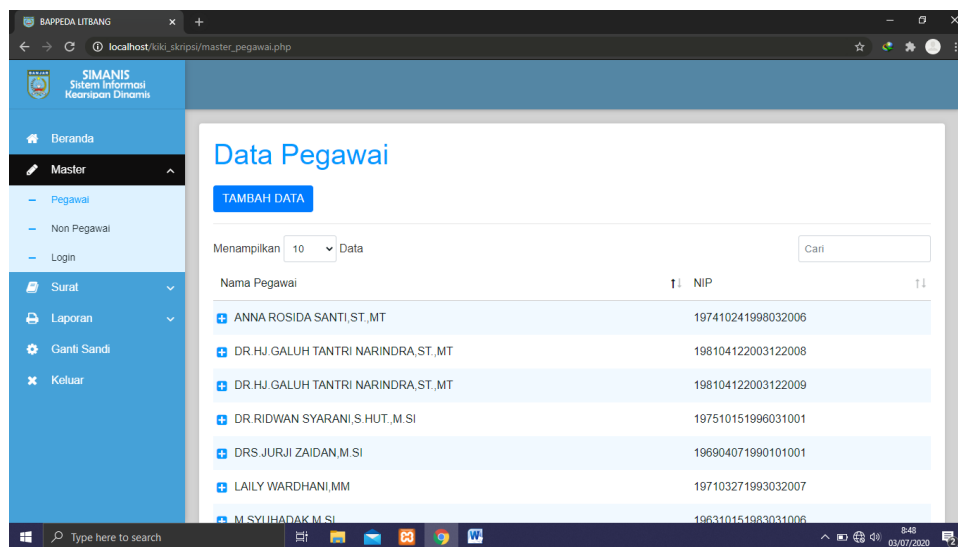 BAPPEDA LITBANG
localhost/kiki_skripsi/master_pegawai.php
SIMANIS
Sistem Informasi
Kearsipan Dinamis
Beranda
Master
Pegawai
Non Pegawai
Login
Surat
Laporan
Ganti Sandi
Keluar
Data Pegawai
TAMBAH DATA
Menampilkan 10 Data
Cari
Nama Pegawai NIP
ANNA ROSIDA SANTI,ST.,MT 197410241998032006
DR.HJ.GALUH TANTRI NARINDRA,ST.,MT 198104122003122008
DR.HJ.GALUH TANTRI NARINDRA,ST.,MT 198104122003122009
DR.RIDWAN SYARANI,S.HUT.,M.SI 197510151996031001
DRS.JURJI ZAIDAN,M.SI 196904071990101001
LAILY WARDHANI,MM 197103271993032007
M.SYUHADAK,M.SI 196310151983031006
Type here to search
8:48
03/07/2020
2